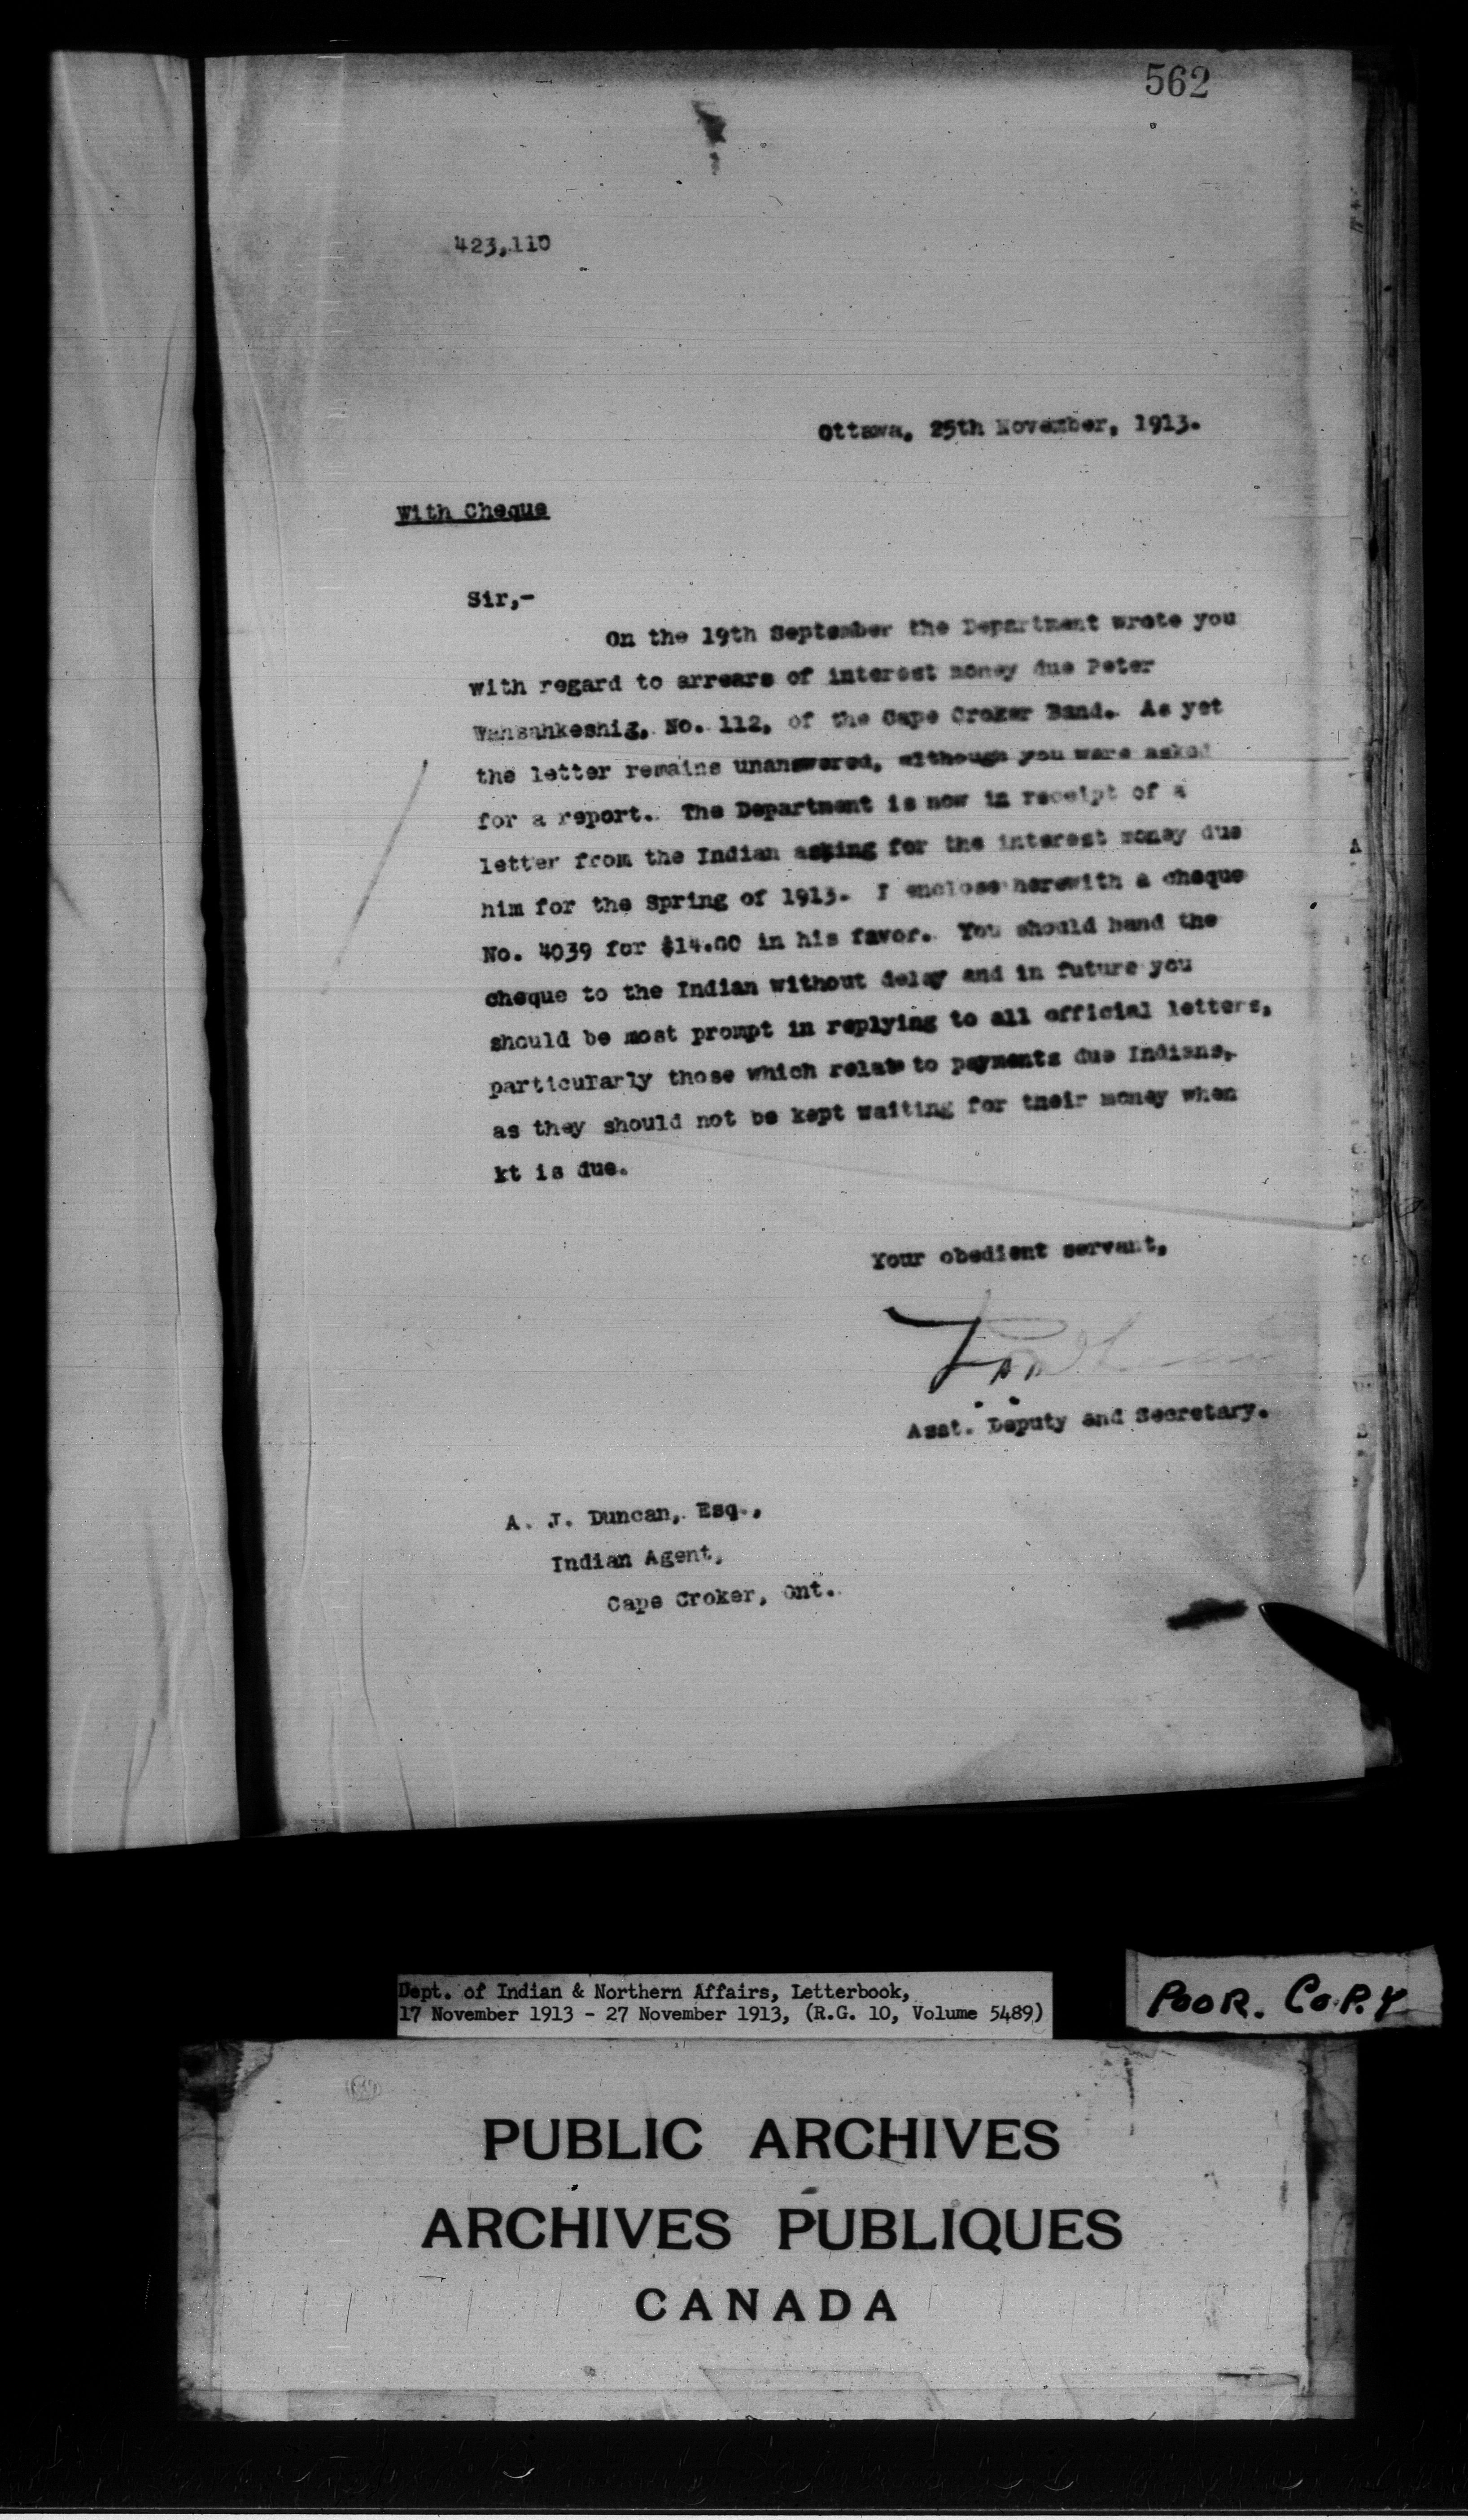 562
423,110
Ottawa, 25th November, 1913.
With Cheque
Sir,-
On the 19th September the Department wrote you
with regard to arrears of interest money due Peter
Wahsahkeshig, No. 112, of the Cape Croker Band. As yet
the letter remains unanswered, although you were asked
for a report. The Department is now in receipt of a
letter from the Indian asking for the interest money due
him for the Spring of 1913. I enclose herewith a cheque
No. 4039 for $14.00 in his favor. You should hand the
cheque to the Indian without delay and in future you
should be most prompt in replying to all official letters,
particularly those which relate to payments due Indians,
as they should not be kept waiting for their money when
kt is due.
Your obedient servant,
Asst. Deputy and Secretary.
A. J. Duncan, Esq.,
Indian Agent,
Cape Croker, Ont.
Dept. of Indian & Northern Affairs, Letterbook,
17 November 1913 - 27 November 1913, (R.G. 10, Volume 5489)
POOR. COPY
PUBLIC ARCHIVES
ARCHIVES PUBLIQUES
CANADA